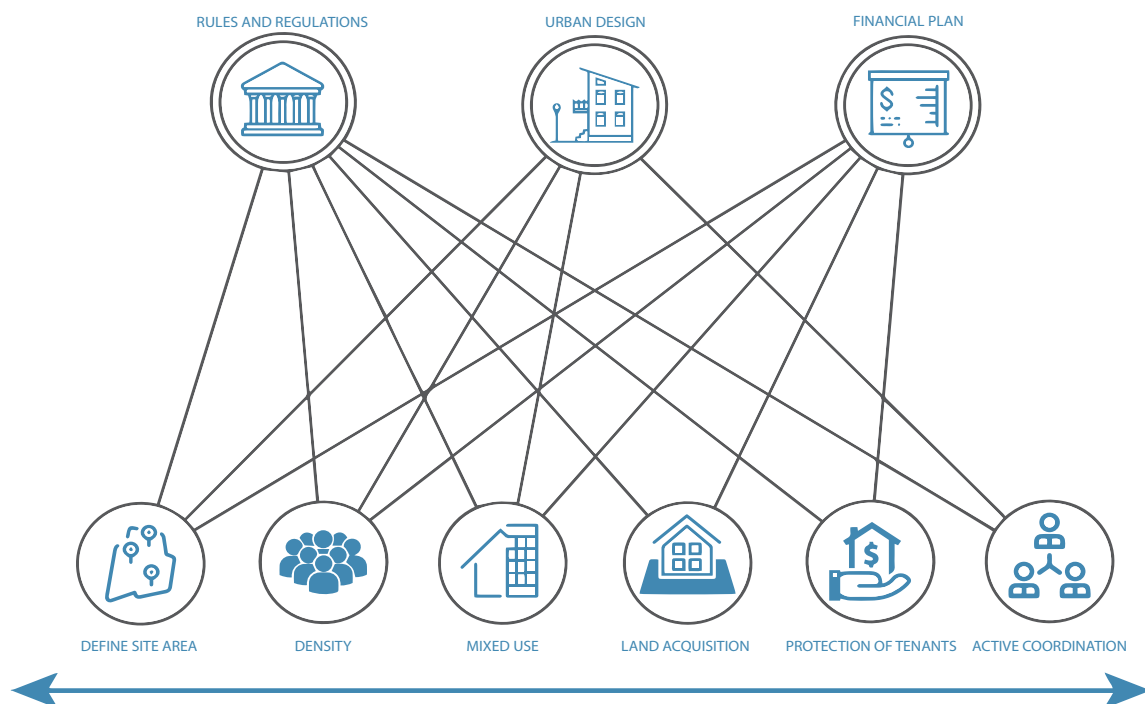 RULES AND REGULATIONS
URBAN DESIGN
FINANCIAL PLAN
$
$
DEFINE SITE AREA
DENSITY
MIXED USE
LAND ACQUISITION
PROTECTION OF TENANTS
ACTIVE COORDINATION